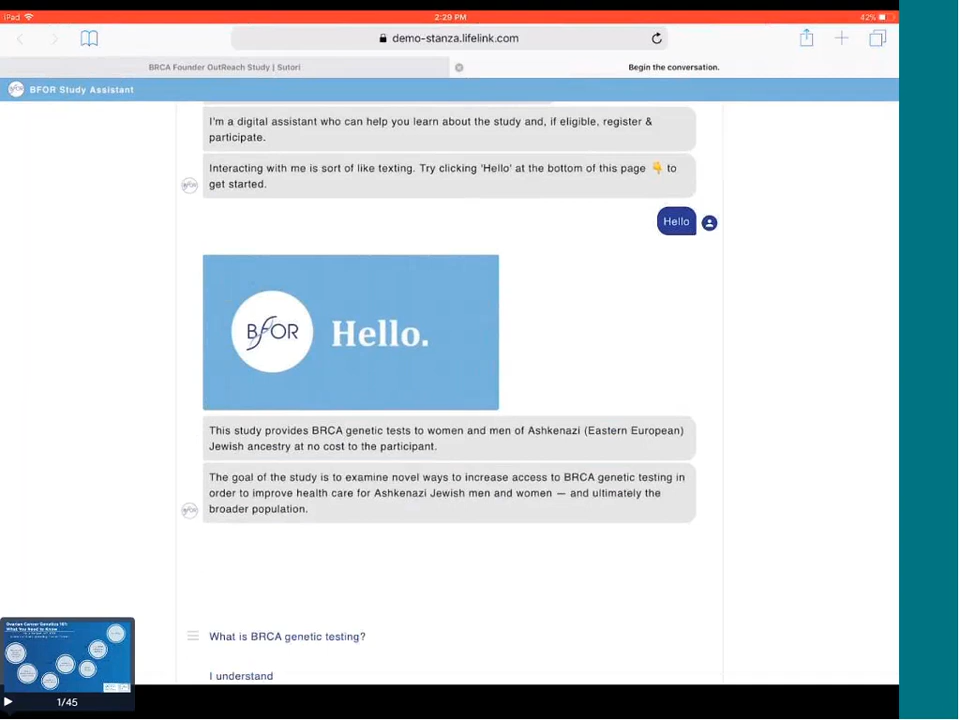 iPad
2:29 PM
42%
demo-stanza.lifelink.com
BRCA Founder OutReach Study | Sutori
Begin the conversation.
BFOR Study Assistant
I'm a digital assistant who can help you learn about the study and, if eligible, register &
participate.
Interacting with me is sort of like texting. Try clicking 'Hello' at the bottom of this page 👇 to
get started.
Hello
BFOR
Hello.
This study provides BRCA genetic tests to women and men of Ashkenazi (Eastern European)
Jewish ancestry at no cost to the participant.
The goal of the study is to examine novel ways to increase access to BRCA genetic testing in
order to improve health care for Ashkenazi Jewish men and women — and ultimately the
broader population.
What is BRCA genetic testing?
I understand
Ovarian Cancer Genetics 101:
What You Need to Know
1/45